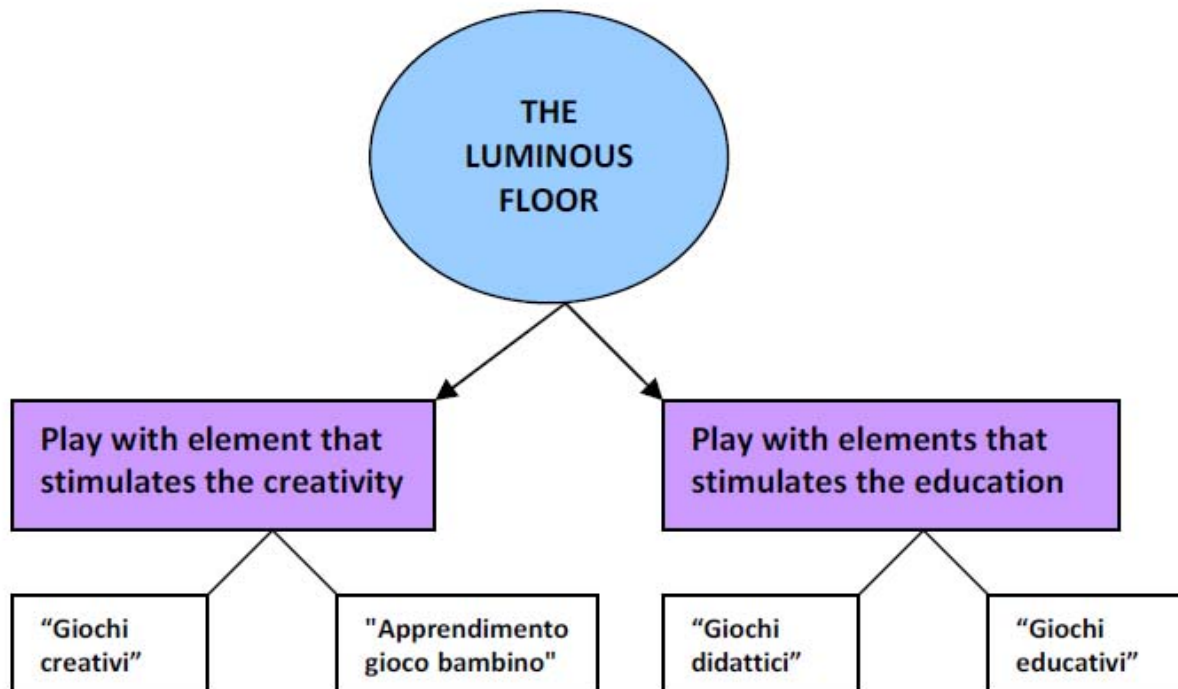 THE
LUMINOUS
FLOOR
Play with element that
stimulates the creativity
Play with elements that
stimulates the education
“Giochi
creativi”
"Apprendimento
gioco bambino"
“Giochi
didattici”
“Giochi
educativi”